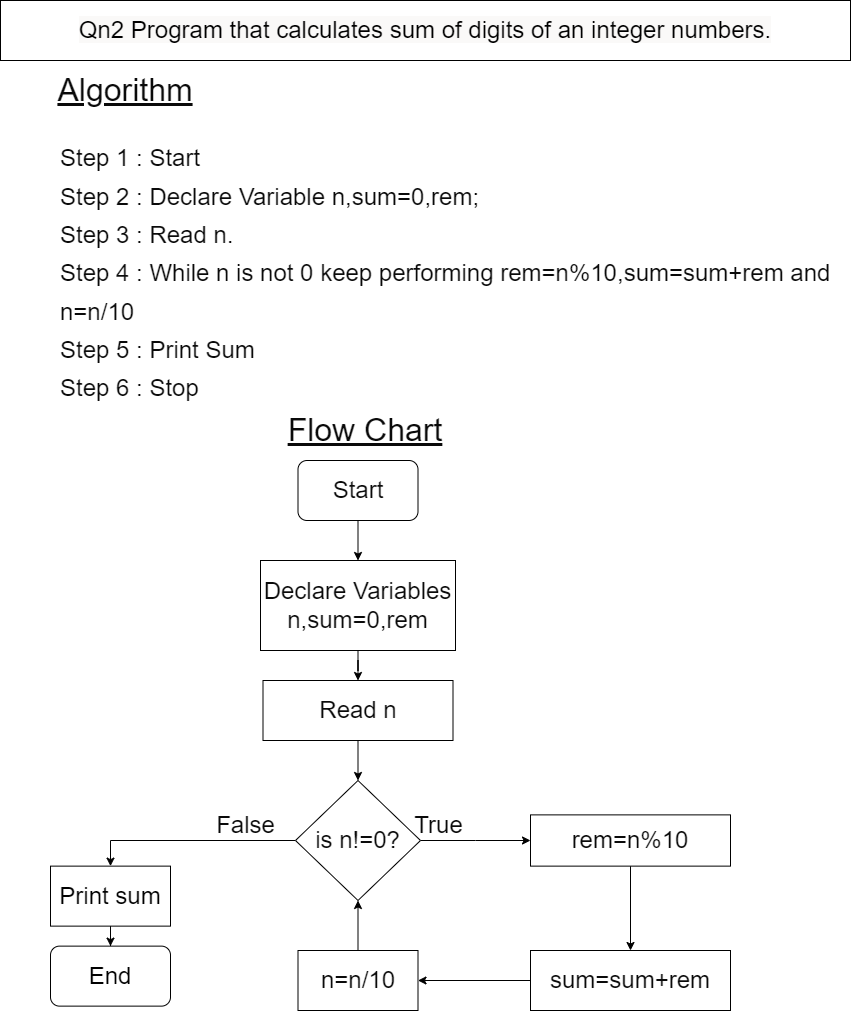 Qn2 Program that calculates sum of digits of an integer numbers.
Algorithm
Step 1 : Start
Step 2 : Declare Variable n,sum=0,rem;
Step 3 : Read n.
Step 4 : While n is not 0 keep performing rem=n%10,sum=sum+rem and
n=n/10
Step 5 : Print Sum
Step 6 : Stop
Flow Chart
Start
Declare Variables
n,sum=0,rem
Read n
is n!=0?
True
rem=n%10
sum=sum+rem
n=n/10
False
Print sum
End